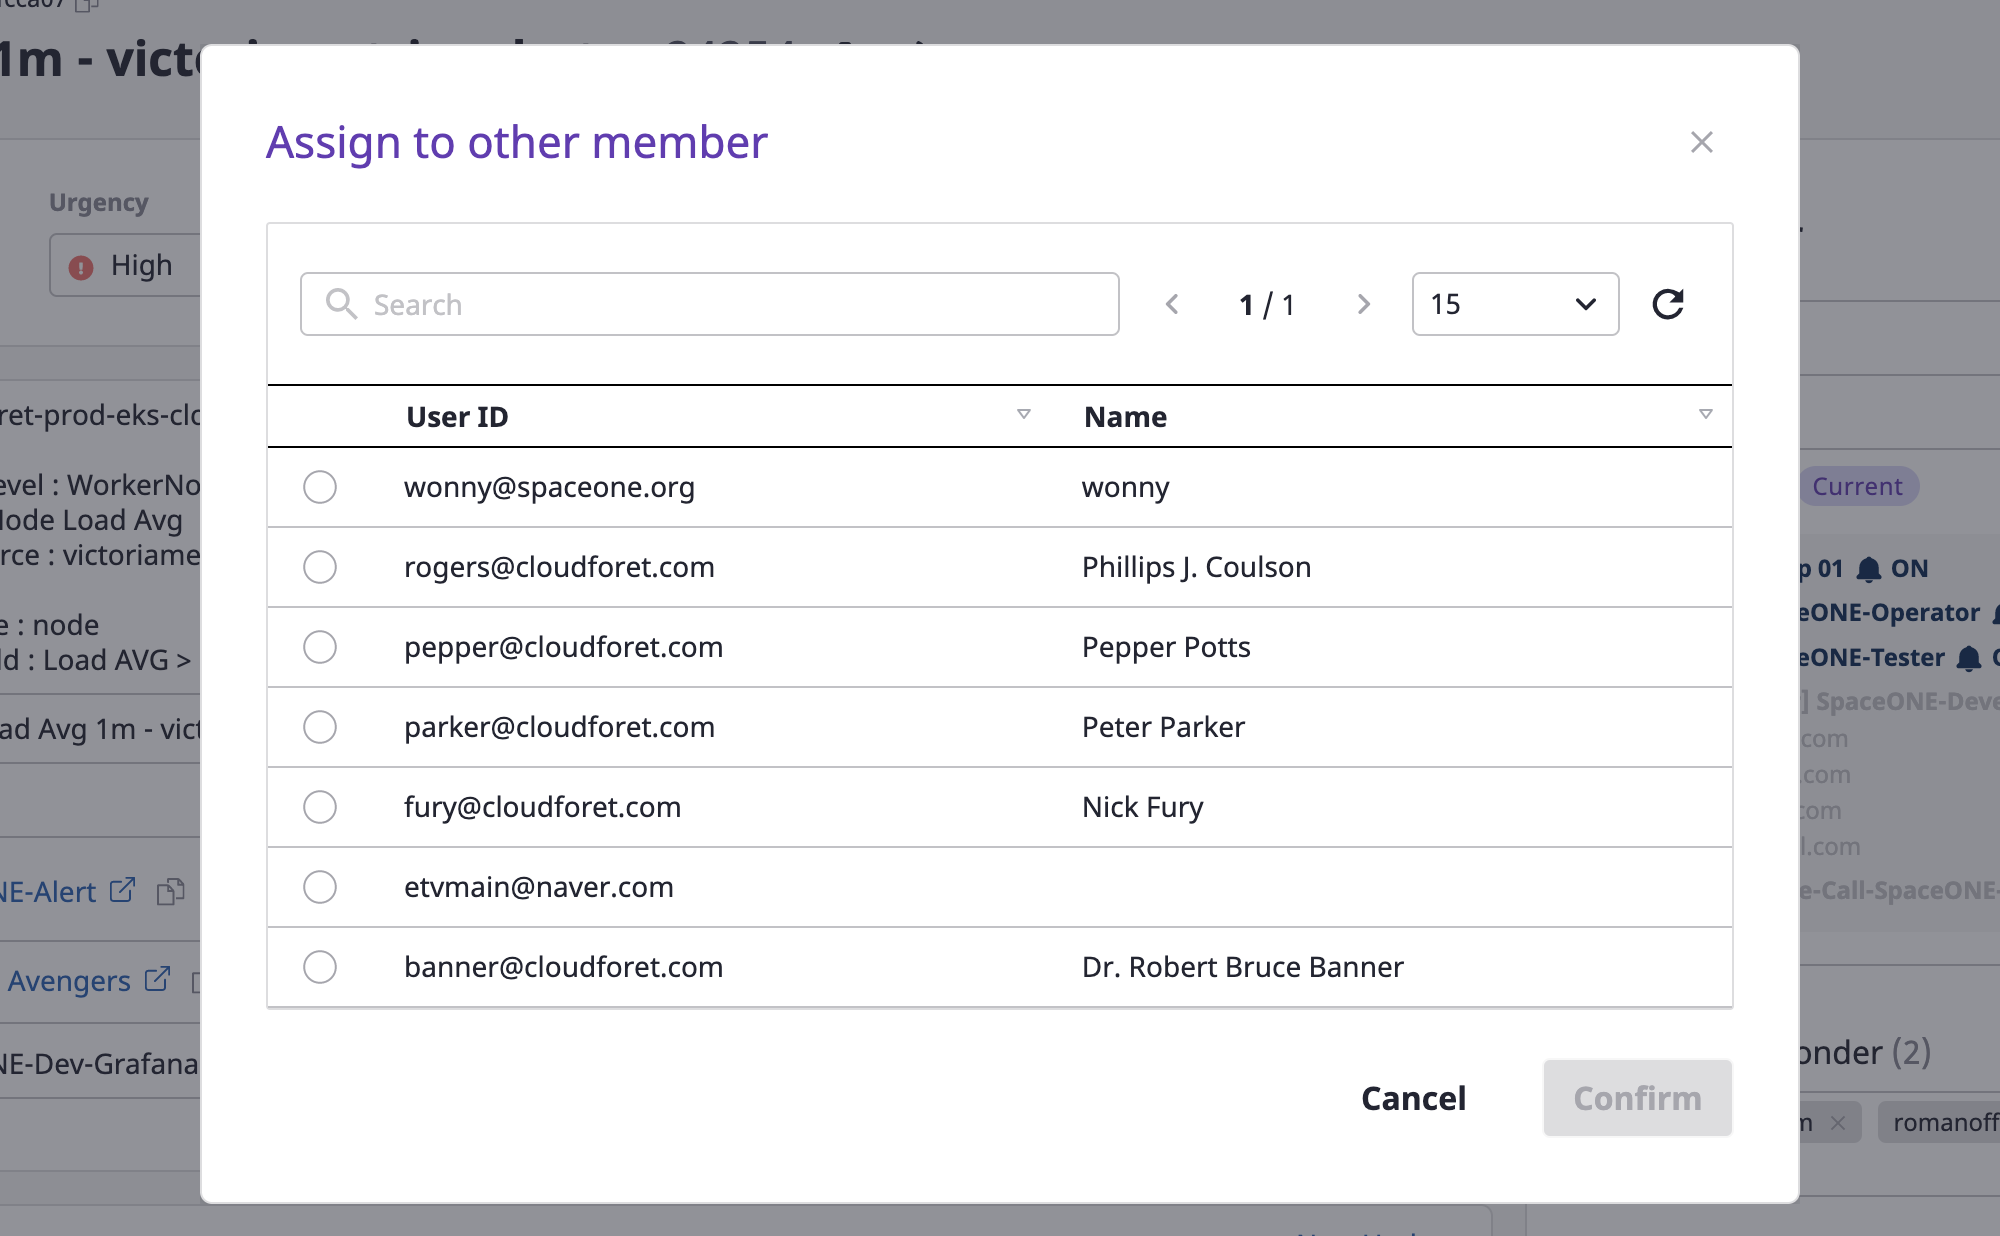 1m - victo
Assign to other member
Urgency
High
Search
1 / 1
15
User ID Name
wonny@spaceone.org wonny
rogers@cloudforet.com Phillips J. Coulson
pepper@cloudforet.com Pepper Potts
parker@cloudforet.com Peter Parker
fury@cloudforet.com Nick Fury
etvmain@naver.com
banner@cloudforet.com Dr. Robert Bruce Banner
Cancel
Confirm
ret-prod-eks-clo
evel : WorkerNo
Node Load Avg
rce : victoriame
e : node
ld : Load AVG >
ad Avg 1m - vict
NE-Alert
Avengers
NE-Dev-Grafana
Current
p 01 ON
eONE-Operator
eONE-Tester
] SpaceONE-Deve
.com
.com
.com
l.com
e-Call-SpaceONE-
onder (2)
m
romanoff